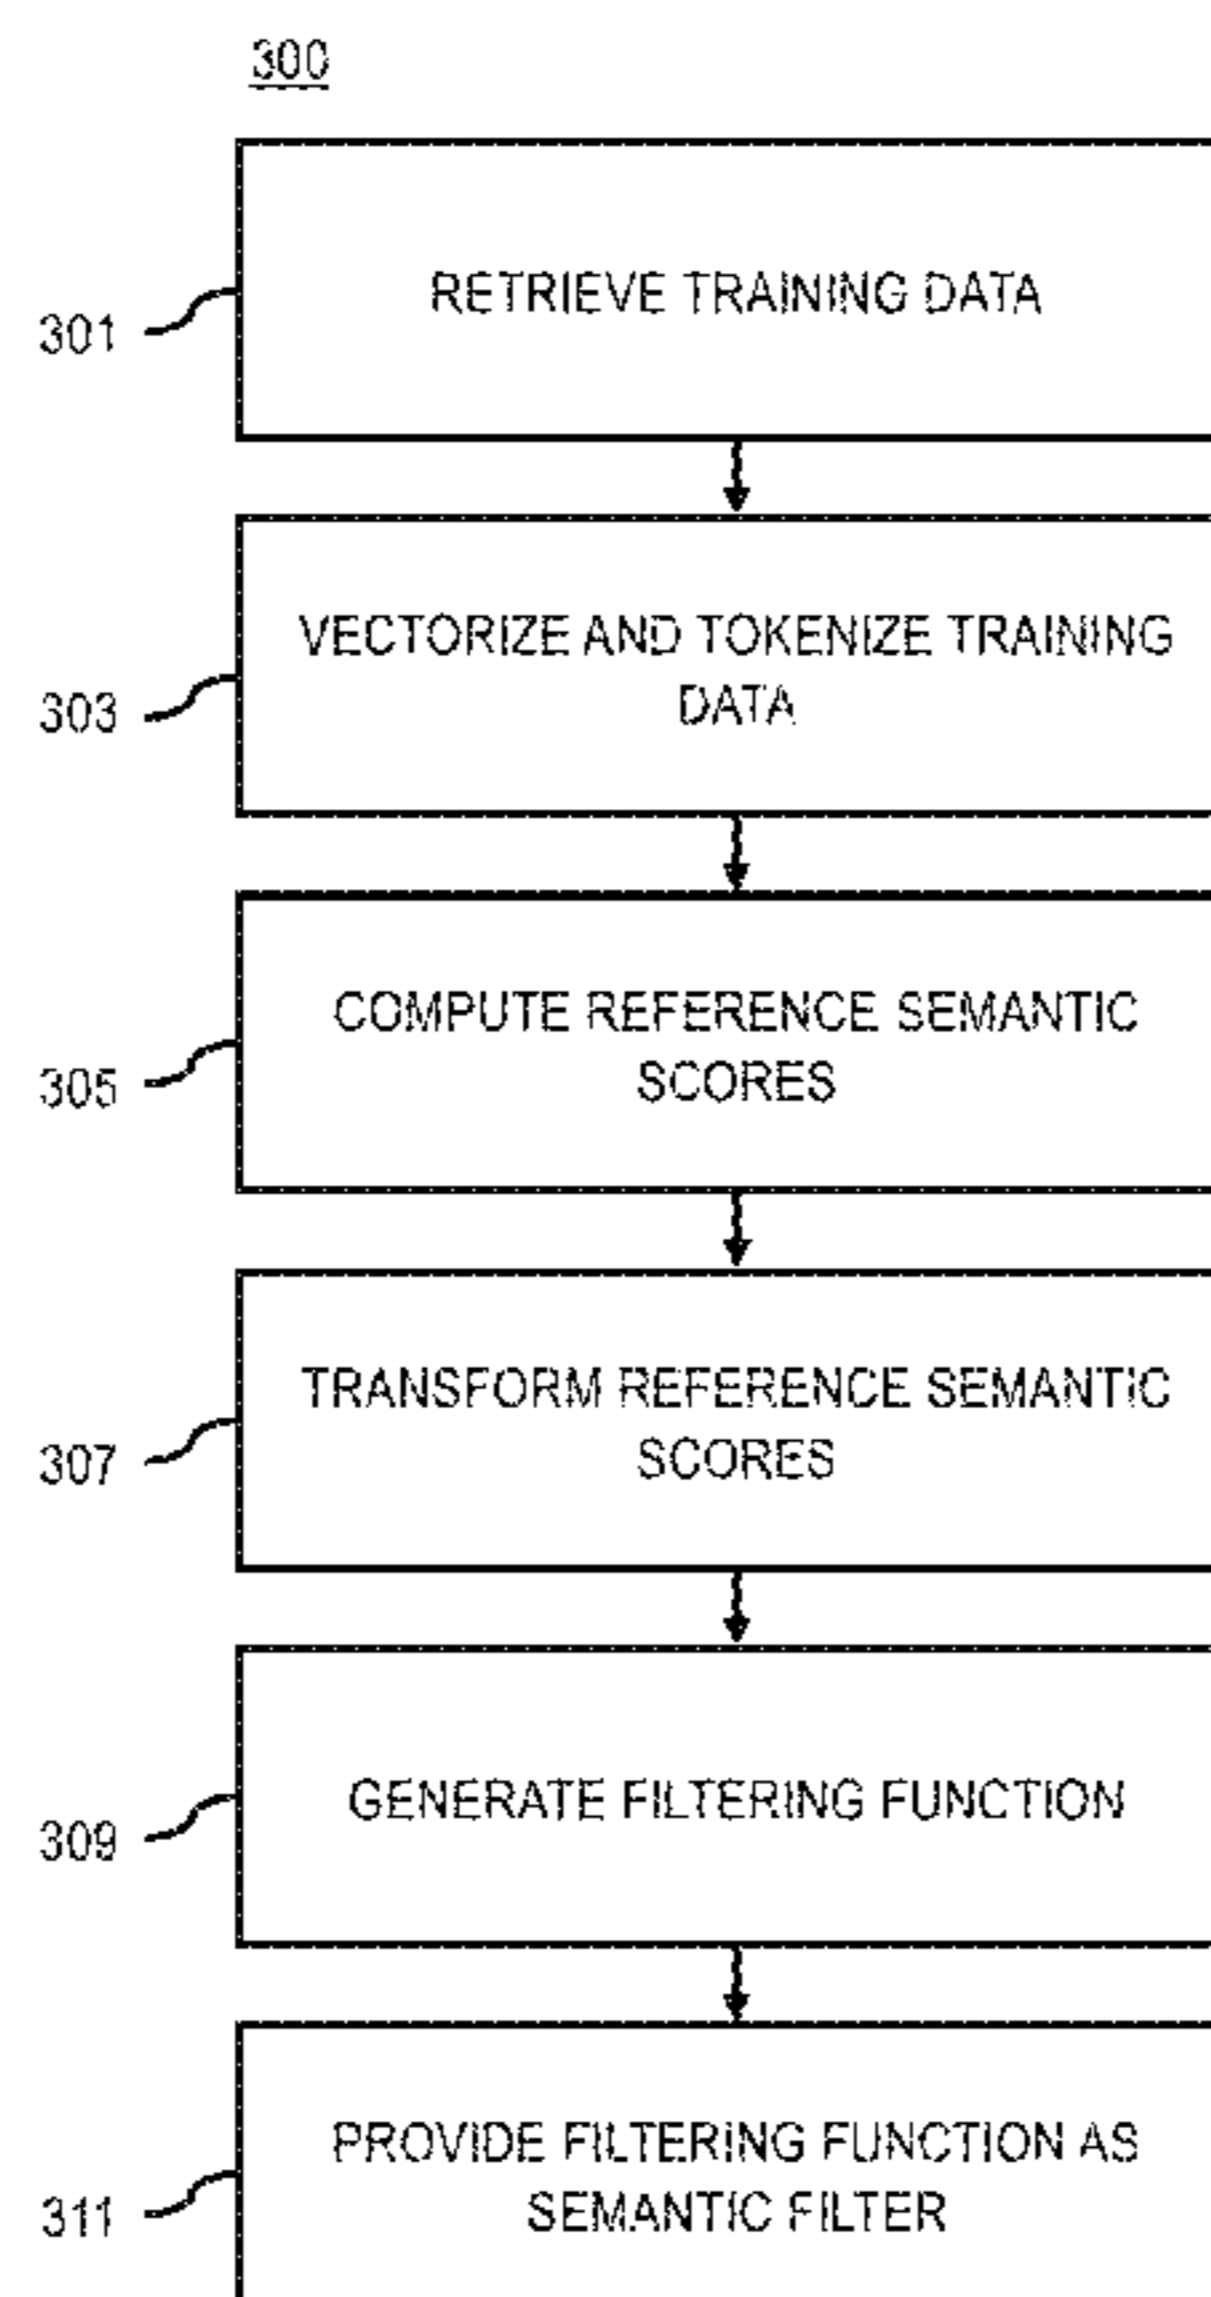 300
301
RETRIEVE TRAINING DATA
303
VECTORIZE AND TOKENIZE TRAINING
DATA
305
COMPUTE REFERENCE SEMANTIC
SCORES
307
TRANSFORM REFERENCE SEMANTIC
SCORES
309
GENERATE FILTERING FUNCTION
311
PROVIDE FILTERING FUNCTION AS
SEMANTIC FILTER